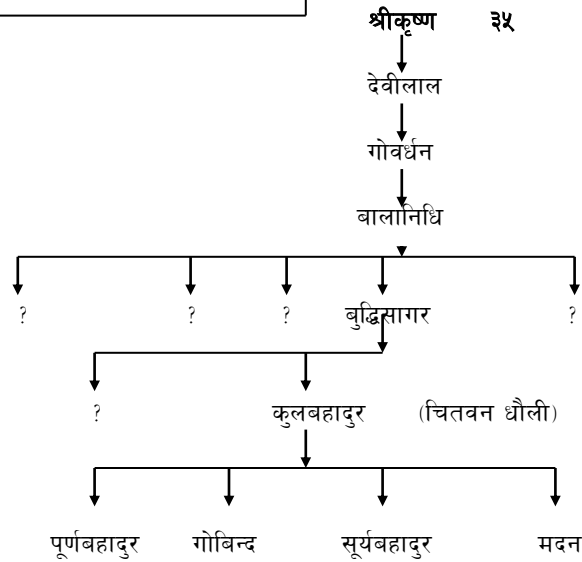 श्रीकृष्ण ३५
देवीलाल
गोवर्धन
बालानिधि
? ? ? बुद्धिसागर ?
? कुलबहादुर (चितवन धौली)
पूर्णबहादुर गोबिन्द सूर्यबहादुर मदन